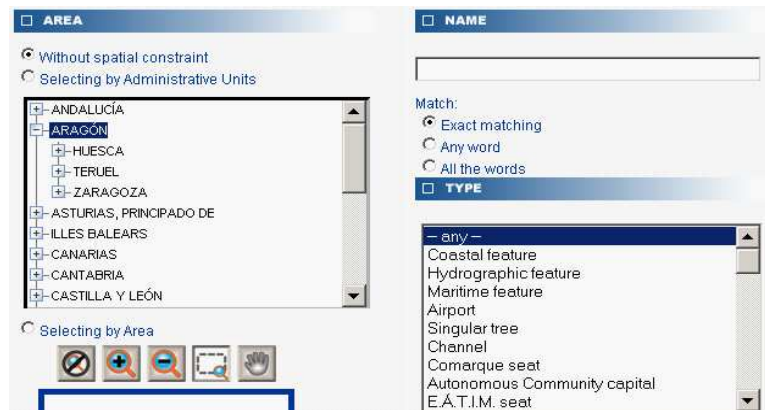 AREA
Without spatial constraint
Selecting by Administrative Units
ANDALUCÍA
ARAGÓN
HUESCA
TERUEL
ZARAGOZA
ASTURIAS, PRINCIPADO DE
ILLES BALEARS
CANARIAS
CANTABRIA
CASTILLA Y LEÓN
Selecting by Area
NAME
Match:
Exact matching
Any word
All the words
TYPE
-- any --
Coastal feature
Hydrographic feature
Maritime feature
Airport
Singular tree
Channel
Comarque seat
Autonomous Community capital
E.Á.T.I.M. seat